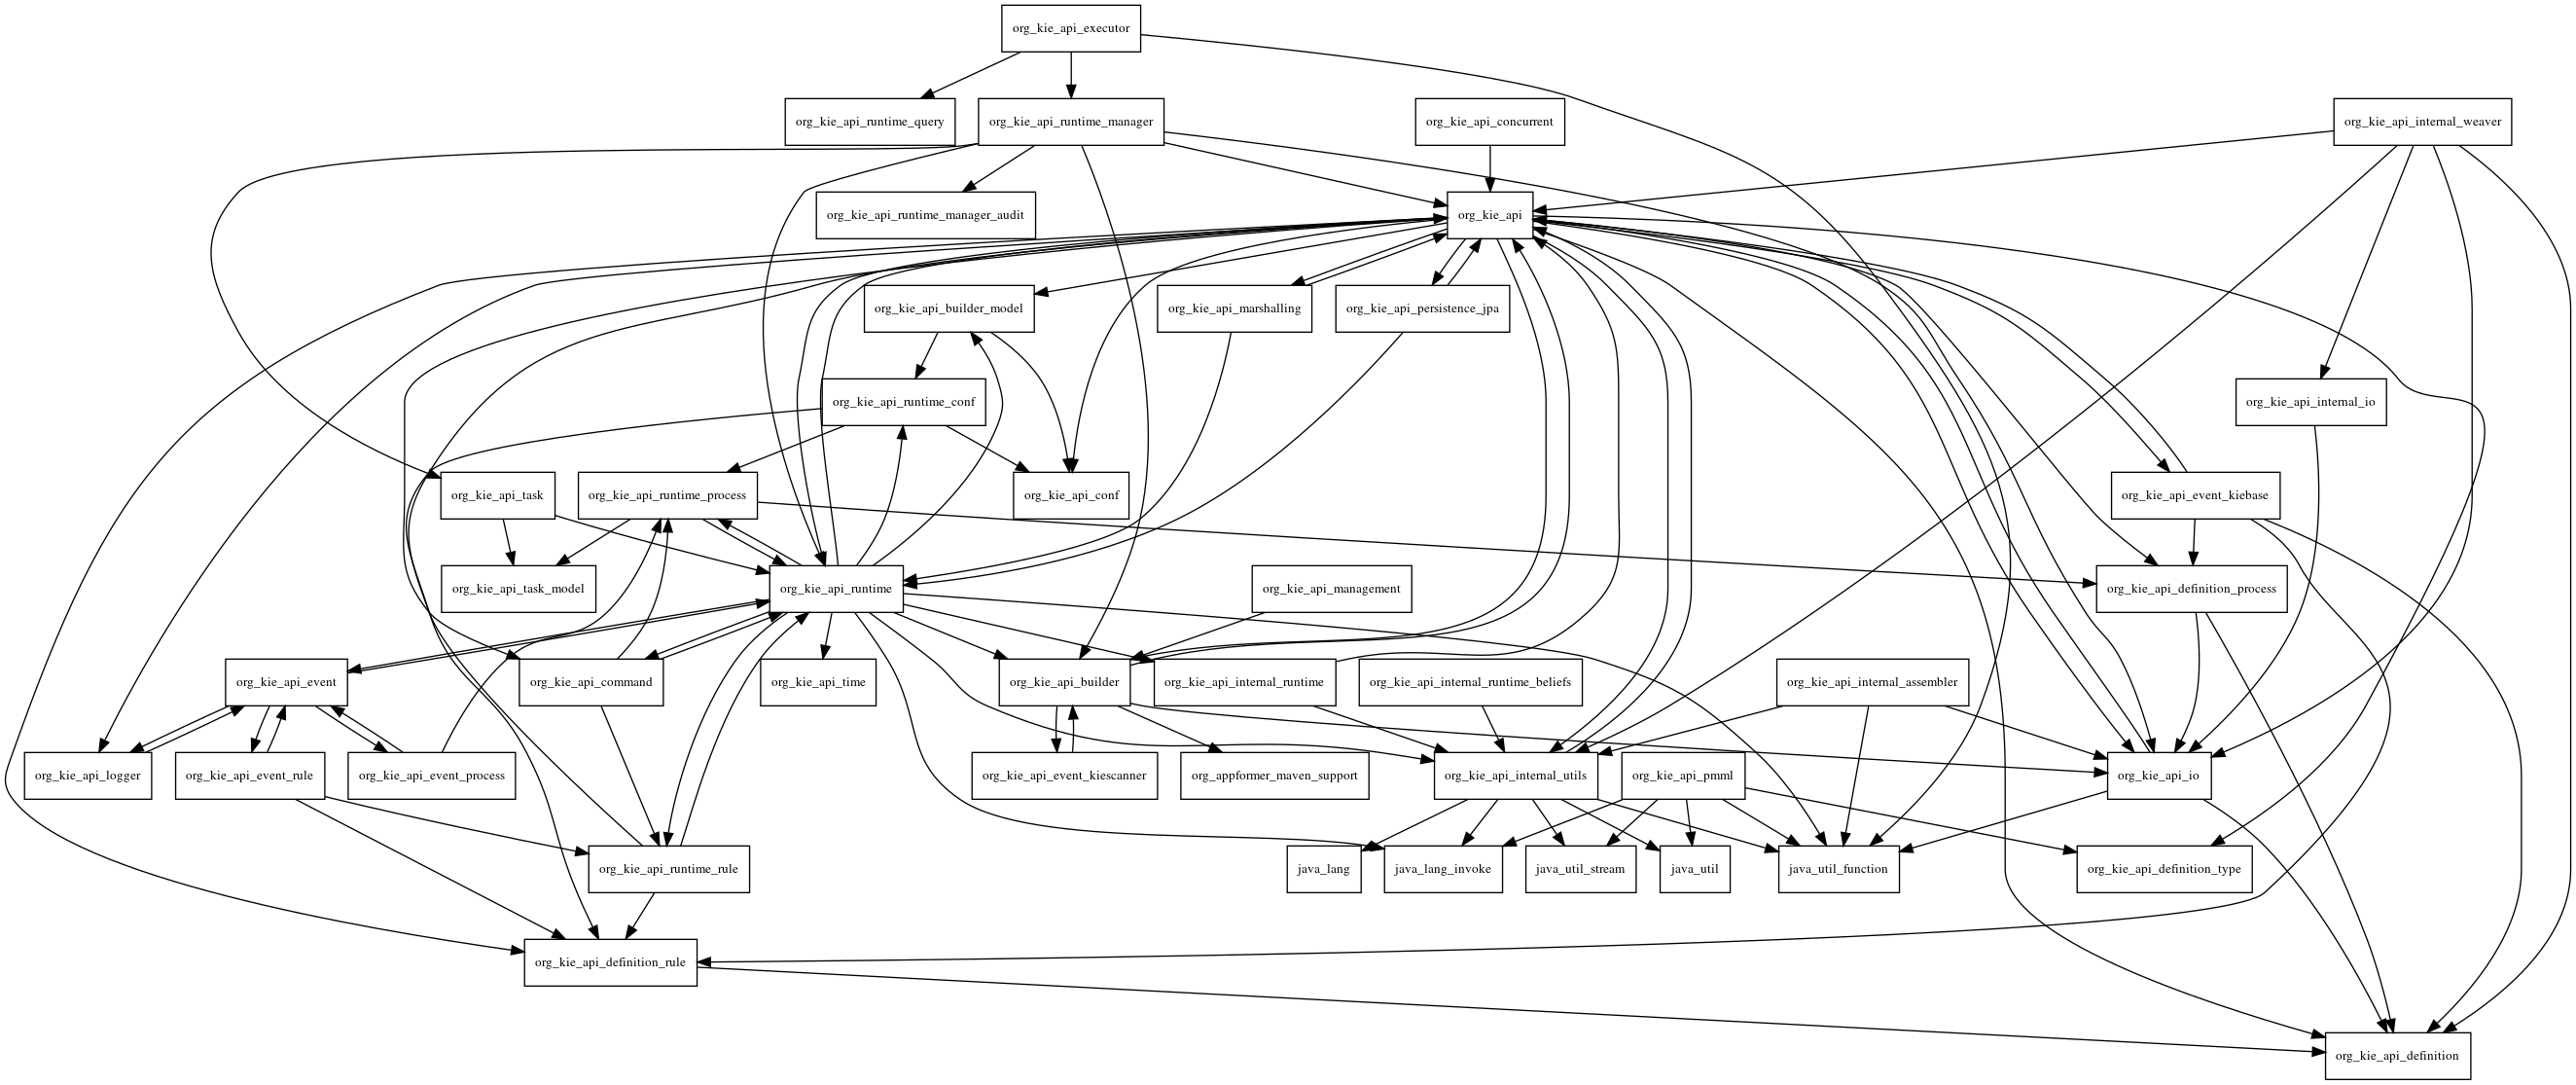 org_kie_api_executor
org_kie_api_runtime_query
org_kie_api_runtime_manager
org_kie_api_concurrent
org_kie_api_internal_weaver
org_kie_api_runtime_manager_audit
org_kie_api
org_kie_api_builder_model
org_kie_api_marshalling
org_kie_api_persistence_jpa
org_kie_api_runtime_conf
org_kie_api_internal_io
org_kie_api_task
org_kie_api_runtime_process
org_kie_api_conf
org_kie_api_event_kiebase
org_kie_api_task_model
org_kie_api_runtime
org_kie_api_management
org_kie_api_definition_process
org_kie_api_event
org_kie_api_command
org_kie_api_time
org_kie_api_builder
org_kie_api_internal_runtime
org_kie_api_internal_runtime_beliefs
org_kie_api_internal_assembler
org_kie_api_logger
org_kie_api_event_rule
org_kie_api_event_process
org_kie_api_event_kiescanner
org_appformer_maven_support
org_kie_api_internal_utils
org_kie_api_pmml
org_kie_api_io
org_kie_api_runtime_rule
java_lang
java_lang_invoke
java_util_stream
java_util
java_util_function
org_kie_api_definition_type
org_kie_api_definition_rule
org_kie_api_definition